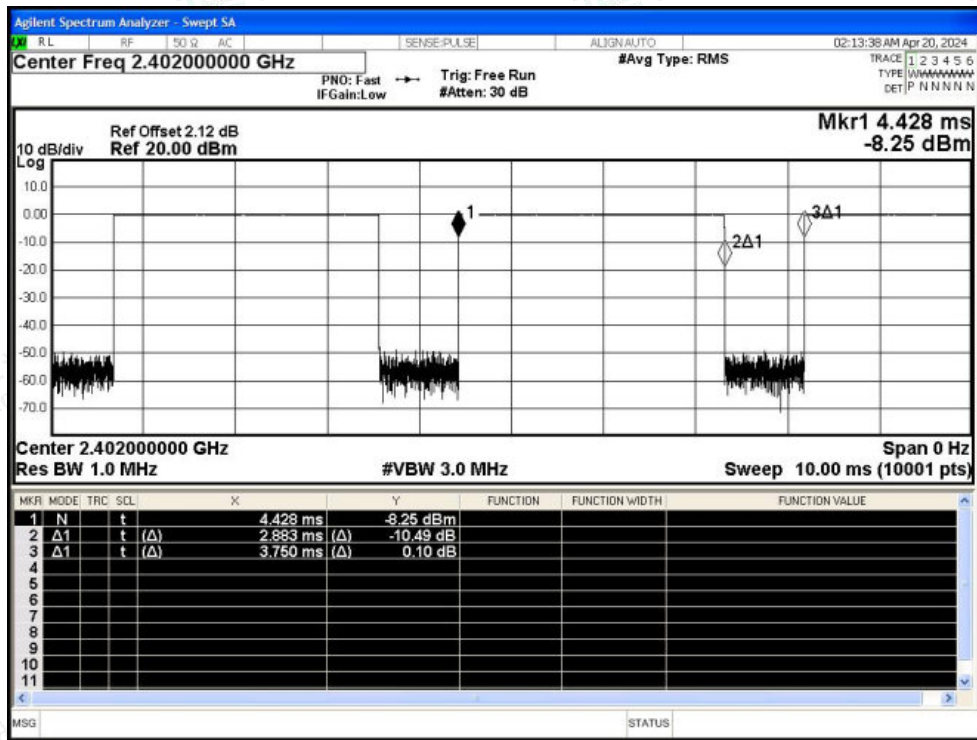 Agilent Spectrum Analyzer - Swept SA
LXI RL RF 50 Ω AC SENSE:PULSE ALIGNAUTO 02:13:38 AM Apr 20, 2024
Center Freq 2.402000000 GHz #Avg Type: RMS TRACE 1 2 3 4 5 6
PNO: Fast Trig: Free Run TYPE WWWWWW
IFGain:Low #Atten: 30 dB DET P N N N N N
Mkr1 4.428 ms
-8.25 dBm
Ref Offset 2.12 dB
10 dB/div Ref 20.00 dBm
Log
10.0
0.00
-10.0
-20.0
-30.0
-40.0
-50.0
-60.0
-70.0
1
2Δ1
3Δ1
Center 2.402000000 GHz Span 0 Hz
Res BW 1.0 MHz #VBW 3.0 MHz Sweep 10.00 ms (10001 pts)
MKR MODE TRC SCL X Y FUNCTION FUNCTION WIDTH FUNCTION VALUE
1 N t 4.428 ms -8.25 dBm
2 Δ1 t (Δ) 2.883 ms (Δ) -10.49 dB
3 Δ1 t (Δ) 3.750 ms (Δ) 0.10 dB
4
5
6
7
8
9
10
11
MSG STATUS